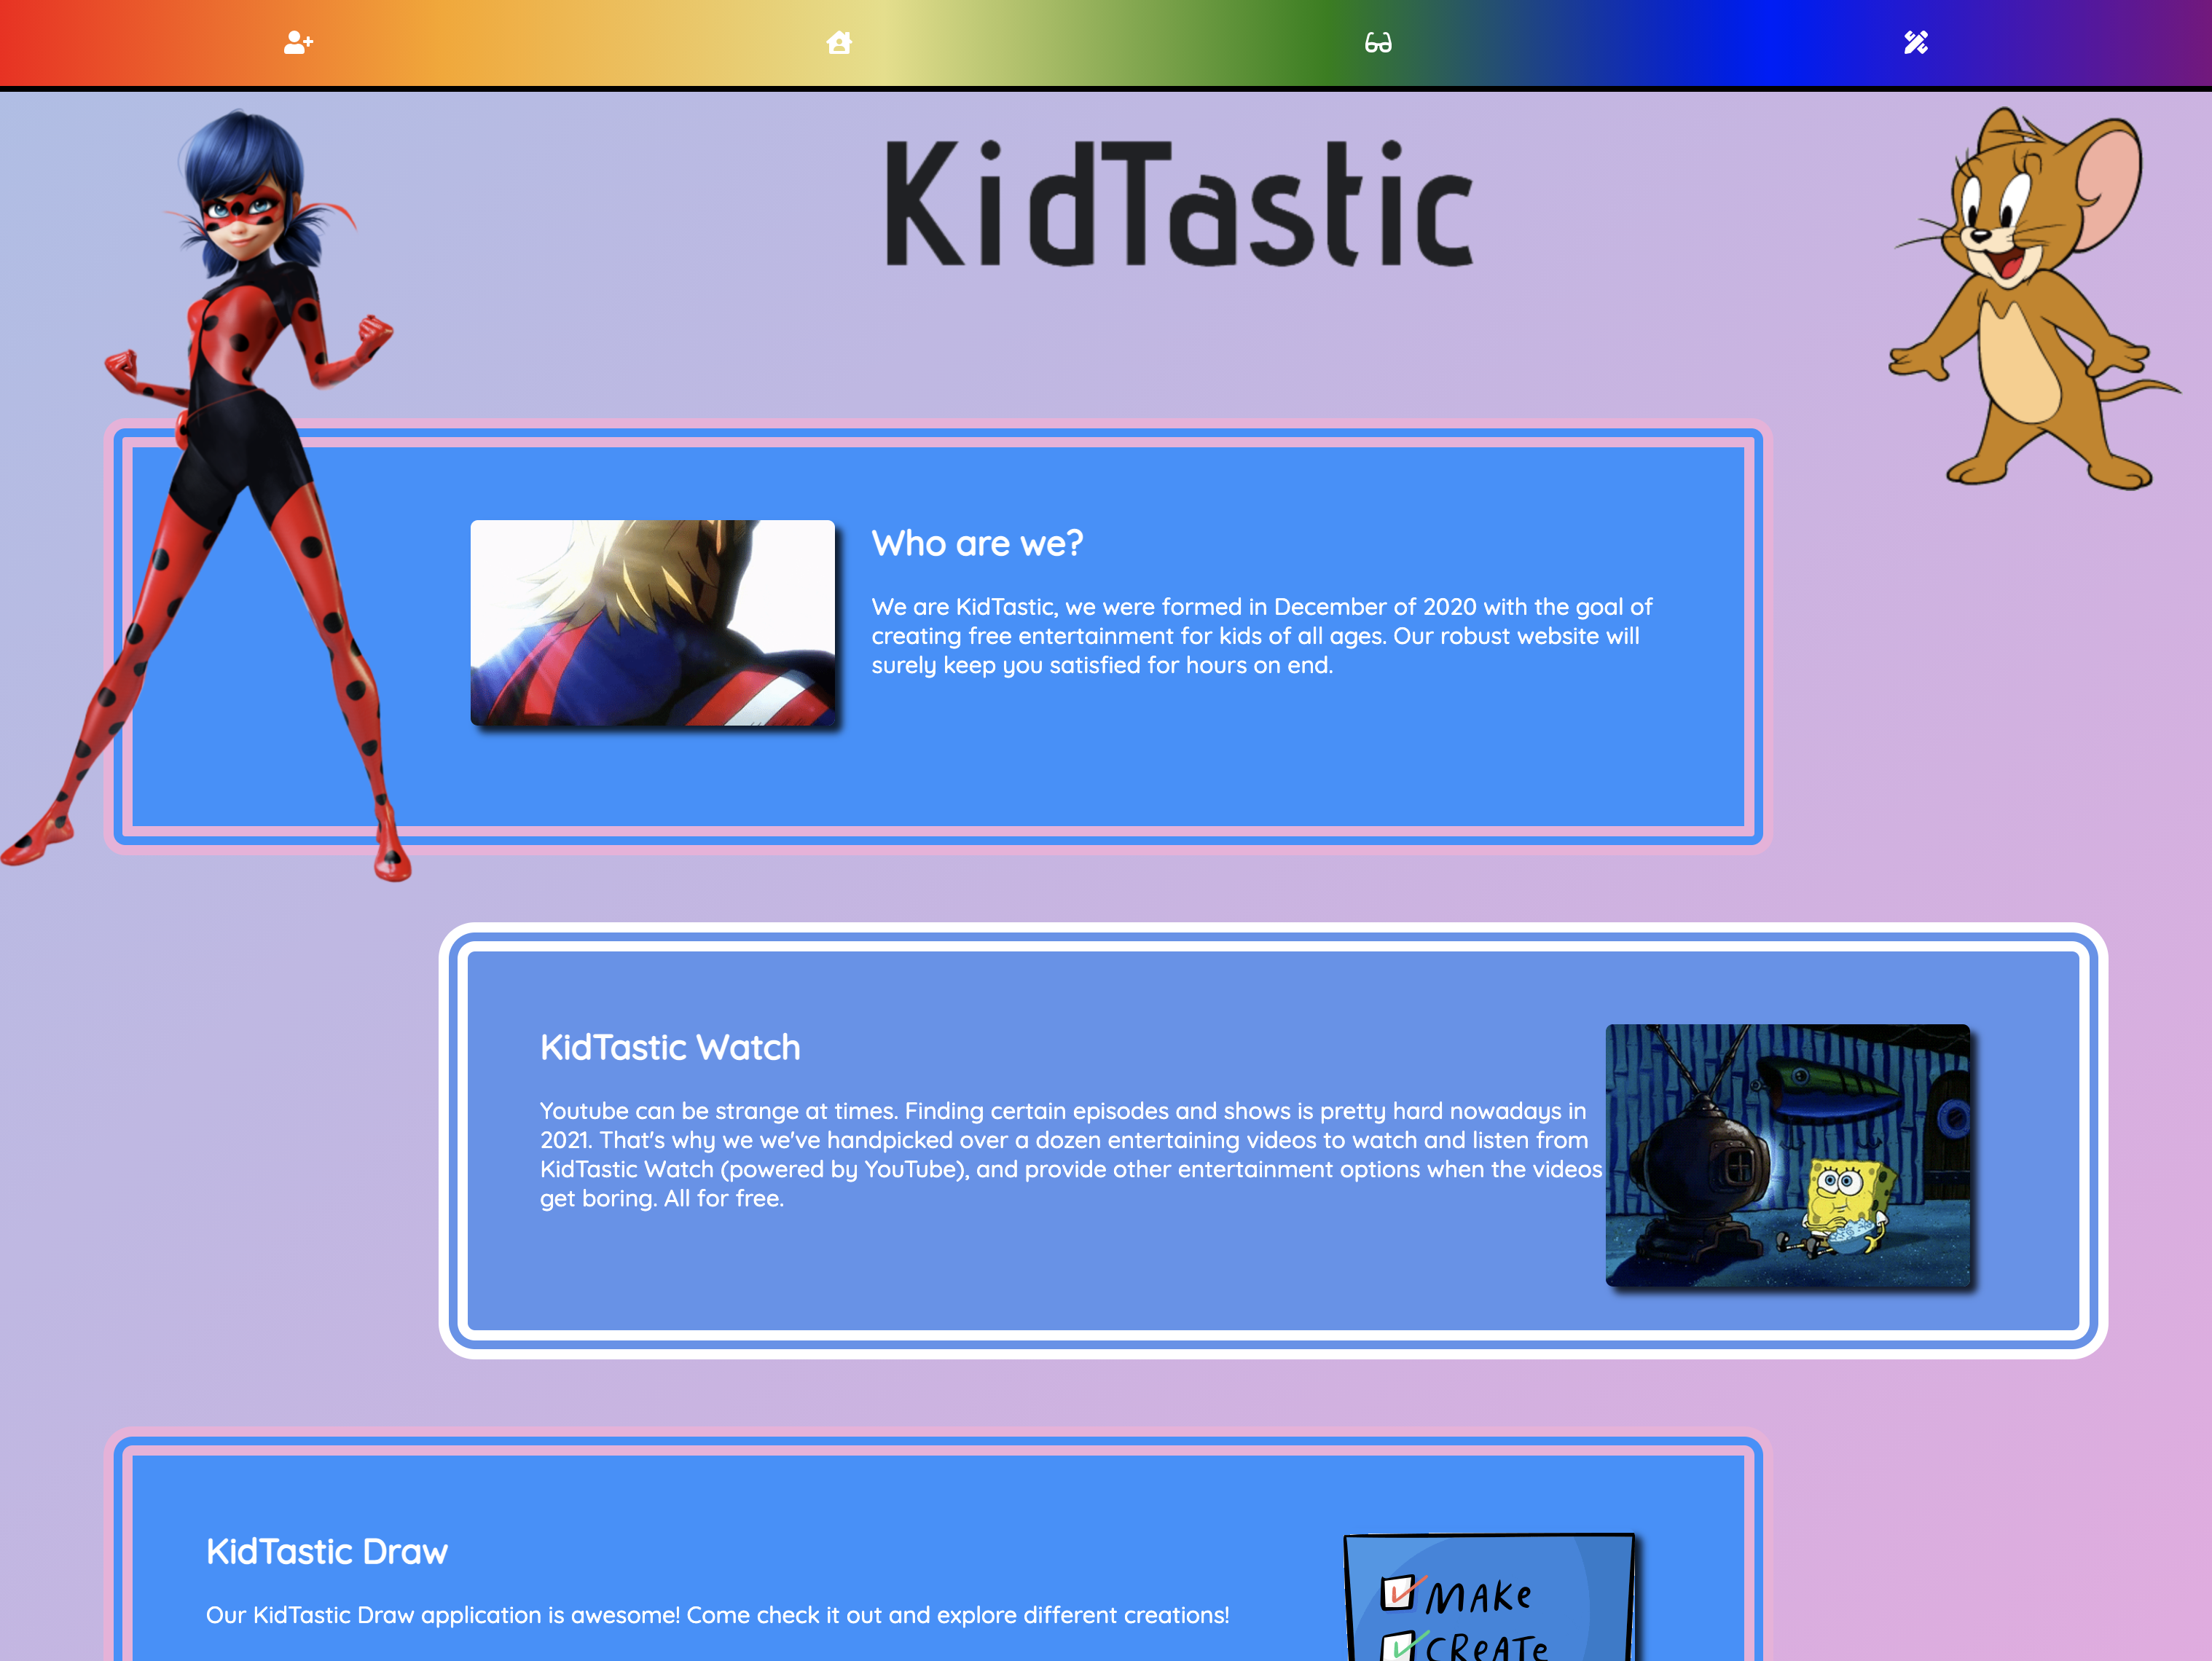 KidTastic
Who are we?
We are KidTastic, we were formed in December of 2020 with the goal of
creating free entertainment for kids of all ages. Our robust website will
surely keep you satisfied for hours on end.
KidTastic Watch
Youtube can be strange at times. Finding certain episodes and shows is pretty hard nowadays in
2021. That's why we we've handpicked over a dozen entertaining videos to watch and listen from
KidTastic Watch (powered by YouTube), and provide other entertainment options when the videos
get boring. All for free.
KidTastic Draw
Our KidTastic Draw application is awesome! Come check it out and explore different creations!
MAKe
CReATe